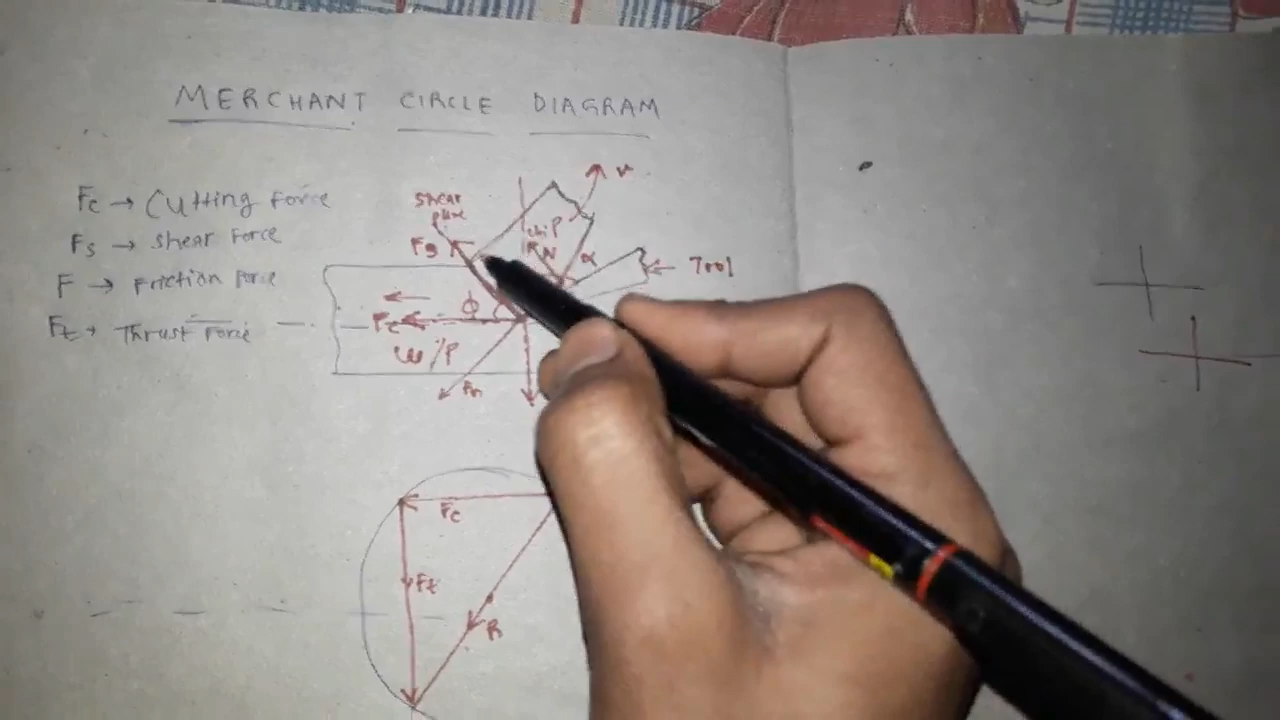 MERCHANT CIRCLE DIAGRAM
Fc → Cutting Force
Fs → Shear Force
F → Friction Force
Ft → Thrust Force
v
Shear
plane
chip
Fs
N
α
Tool
ϕ
Fc
W/P
Fn
Fc
Ft
R